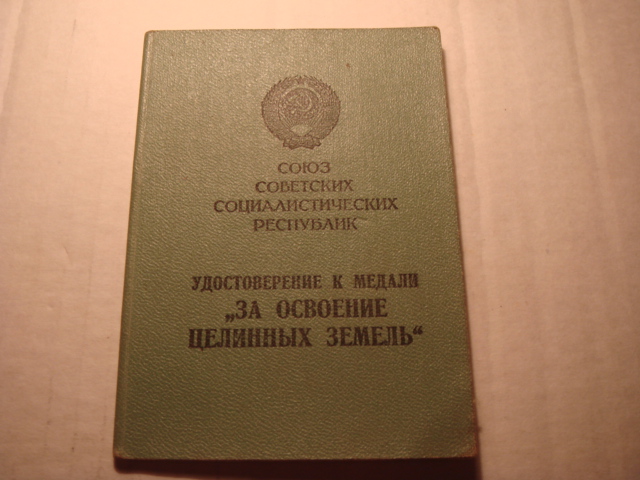 СОЮЗ
СОВЕТСКИХ
СОЦИАЛИСТИЧЕСКИХ
РЕСПУБЛИК
УДОСТОВЕРЕНИЕ К МЕДАЛИ
„ЗА ОСВОЕНИЕ
ЦЕЛИННЫХ ЗЕМЕЛЬ“